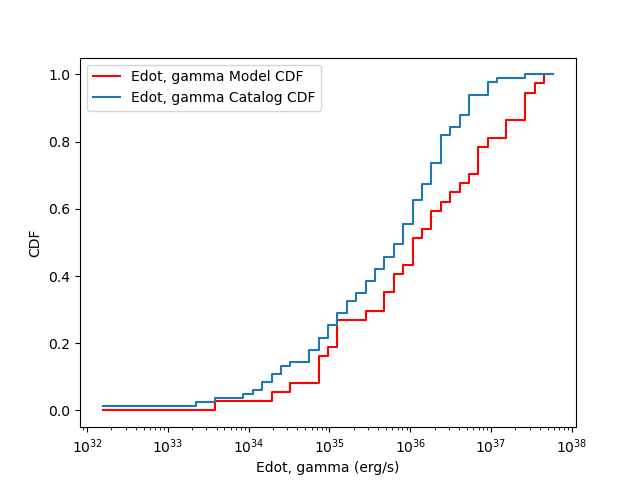 Edot, gamma Model CDF
Edot, gamma Catalog CDF
1.0
0.8
0.6
0.4
0.2
0.0
CDF
10^32 10^33 10^34 10^35 10^36 10^37 10^38
Edot, gamma (erg/s)